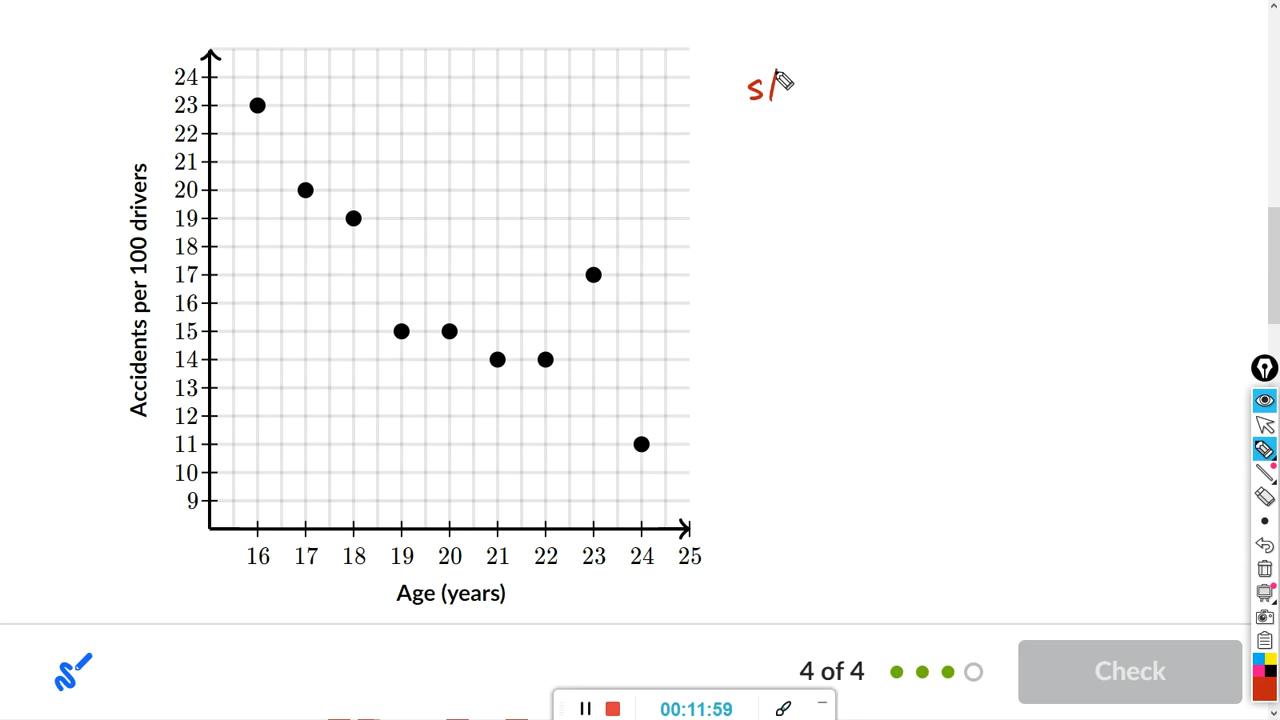 sl
24
23
22
21
20
19
18
17
16
15
14
13
12
11
10
9
Accidents per 100 drivers
16 17 18 19 20 21 22 23 24 25
Age (years)
4 of 4
Check
00:11:59